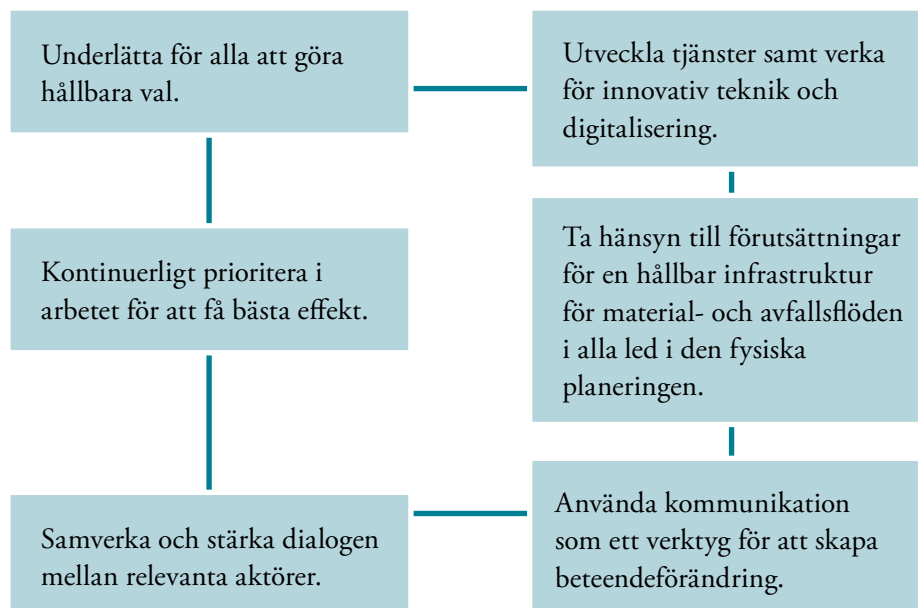 Underlätta för alla att göra
hållbara val.
Utveckla tjänster samt verka
för innovativ teknik och
digitalisering.
Kontinuerligt prioritera i
arbetet för att få bästa effekt.
Ta hänsyn till förutsättningar
för en hållbar infrastruktur
för material- och avfallsflöden
i alla led i den fysiska
planeringen.
Samverka och stärka dialogen
mellan relevanta aktörer.
Använda kommunikation
som ett verktyg för att skapa
beteendeförändring.